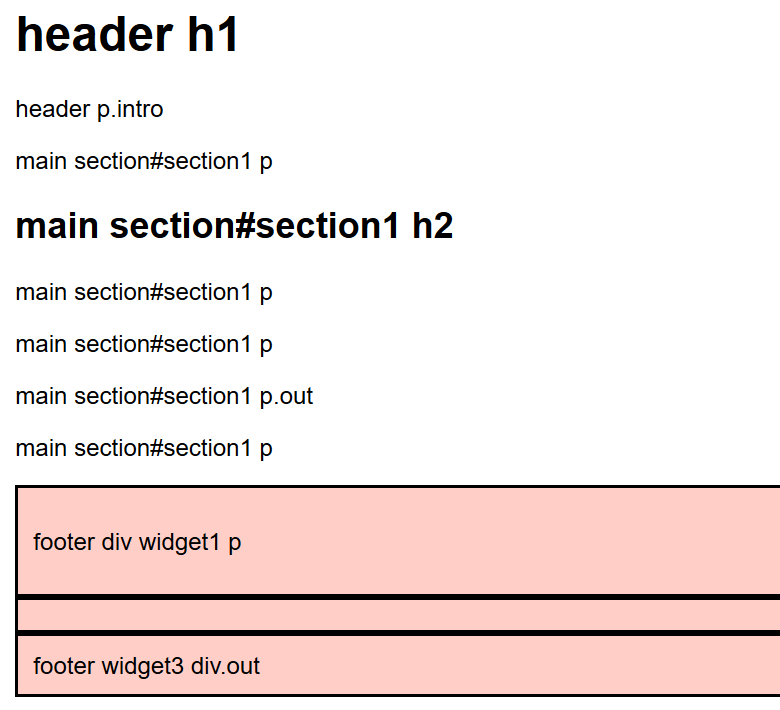 header h1
header p.intro
main section#section1 p
main section#section1 h2
main section#section1 p
main section#section1 p
main section#section1 p.out
main section#section1 p
footer div widget1 p
footer widget3 div.out